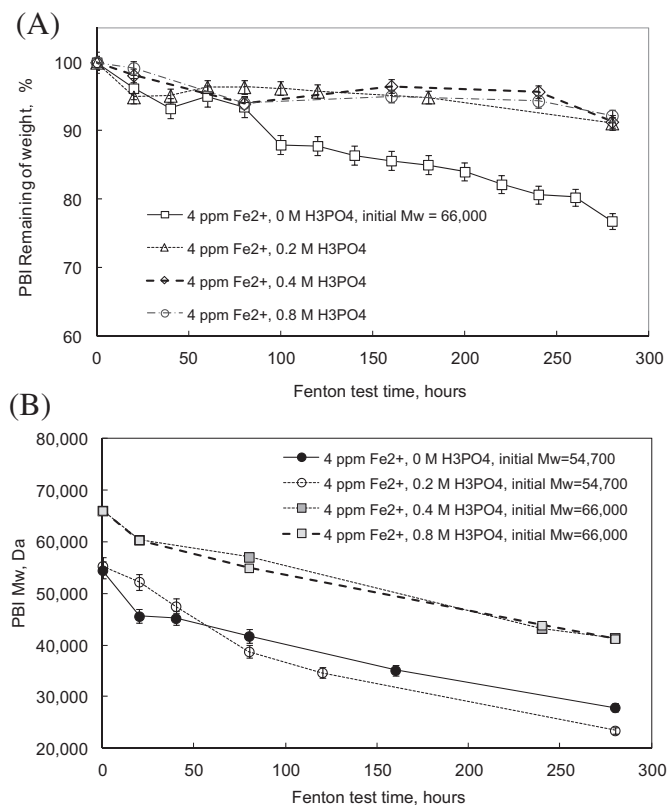 (A)
100
90
80
70
60
PBI Remaining of weight, %
4 ppm Fe2+, 0 M H3PO4, initial Mw = 66,000
4 ppm Fe2+, 0.2 M H3PO4
4 ppm Fe2+, 0.4 M H3PO4
4 ppm Fe2+, 0.8 M H3PO4
0 50 100 150 200 250 300
Fenton test time, hours
(B)
80,000
70,000
60,000
50,000
40,000
30,000
20,000
PBI Mw, Da
4 ppm Fe2+, 0 M H3PO4, initial Mw=54,700
4 ppm Fe2+, 0.2 M H3PO4, initial Mw=54,700
4 ppm Fe2+, 0.4 M H3PO4, initial Mw=66,000
4 ppm Fe2+, 0.8 M H3PO4, initial Mw=66,000
0 50 100 150 200 250 300
Fenton test time, hours